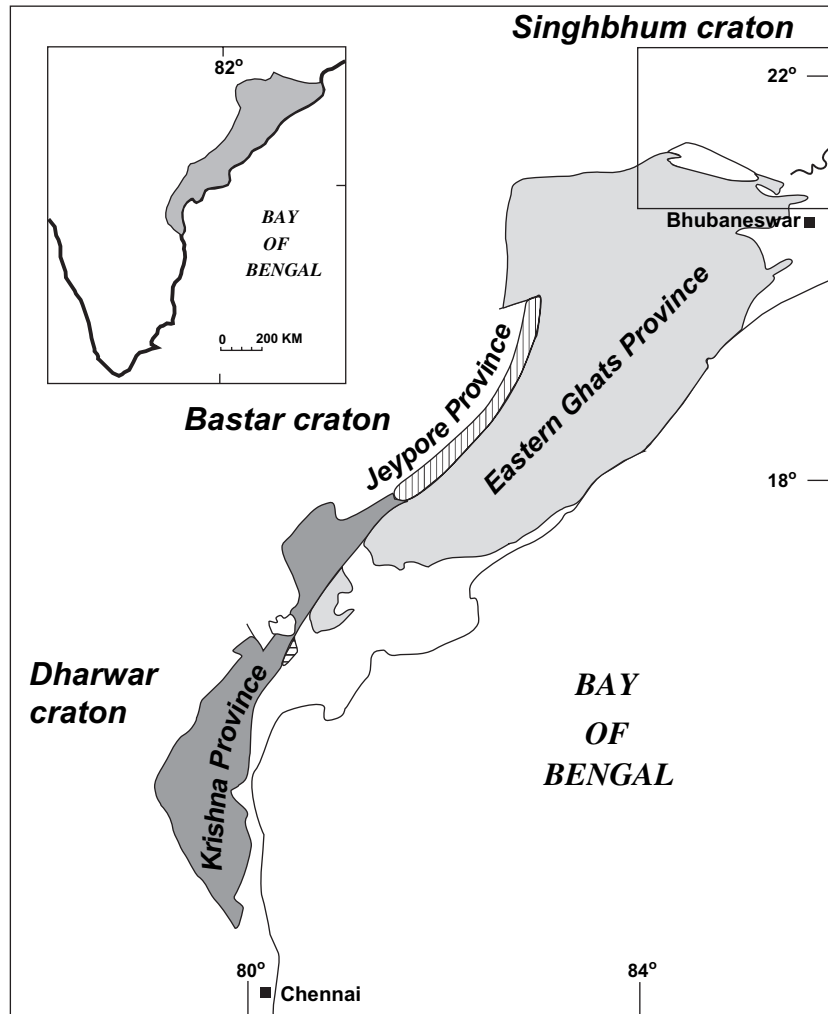 Singhbhum craton
82°
22°
BAY
OF
BENGAL
0 200 KM
Bhubaneswar
Eastern Ghats Province
Jeypore Province
Bastar craton
18°
Dharwar
craton
Krishna Province
BAY
OF
BENGAL
80°
84°
Chennai